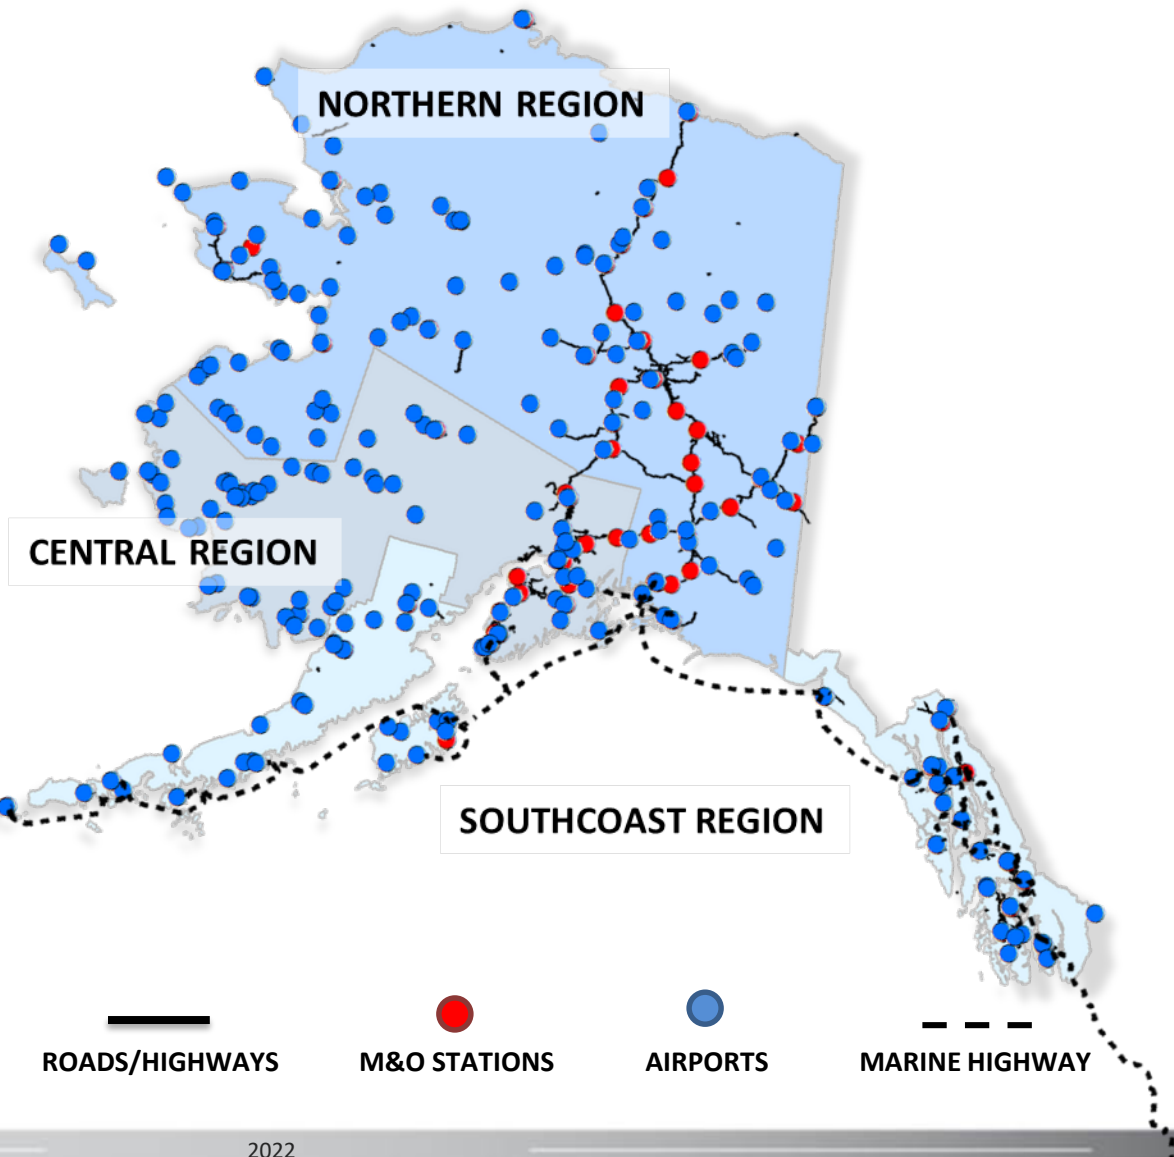 NORTHERN REGION
CENTRAL REGION
SOUTHCOAST REGION
ROADS/HIGHWAYS
M&O STATIONS
AIRPORTS
MARINE HIGHWAY
2022